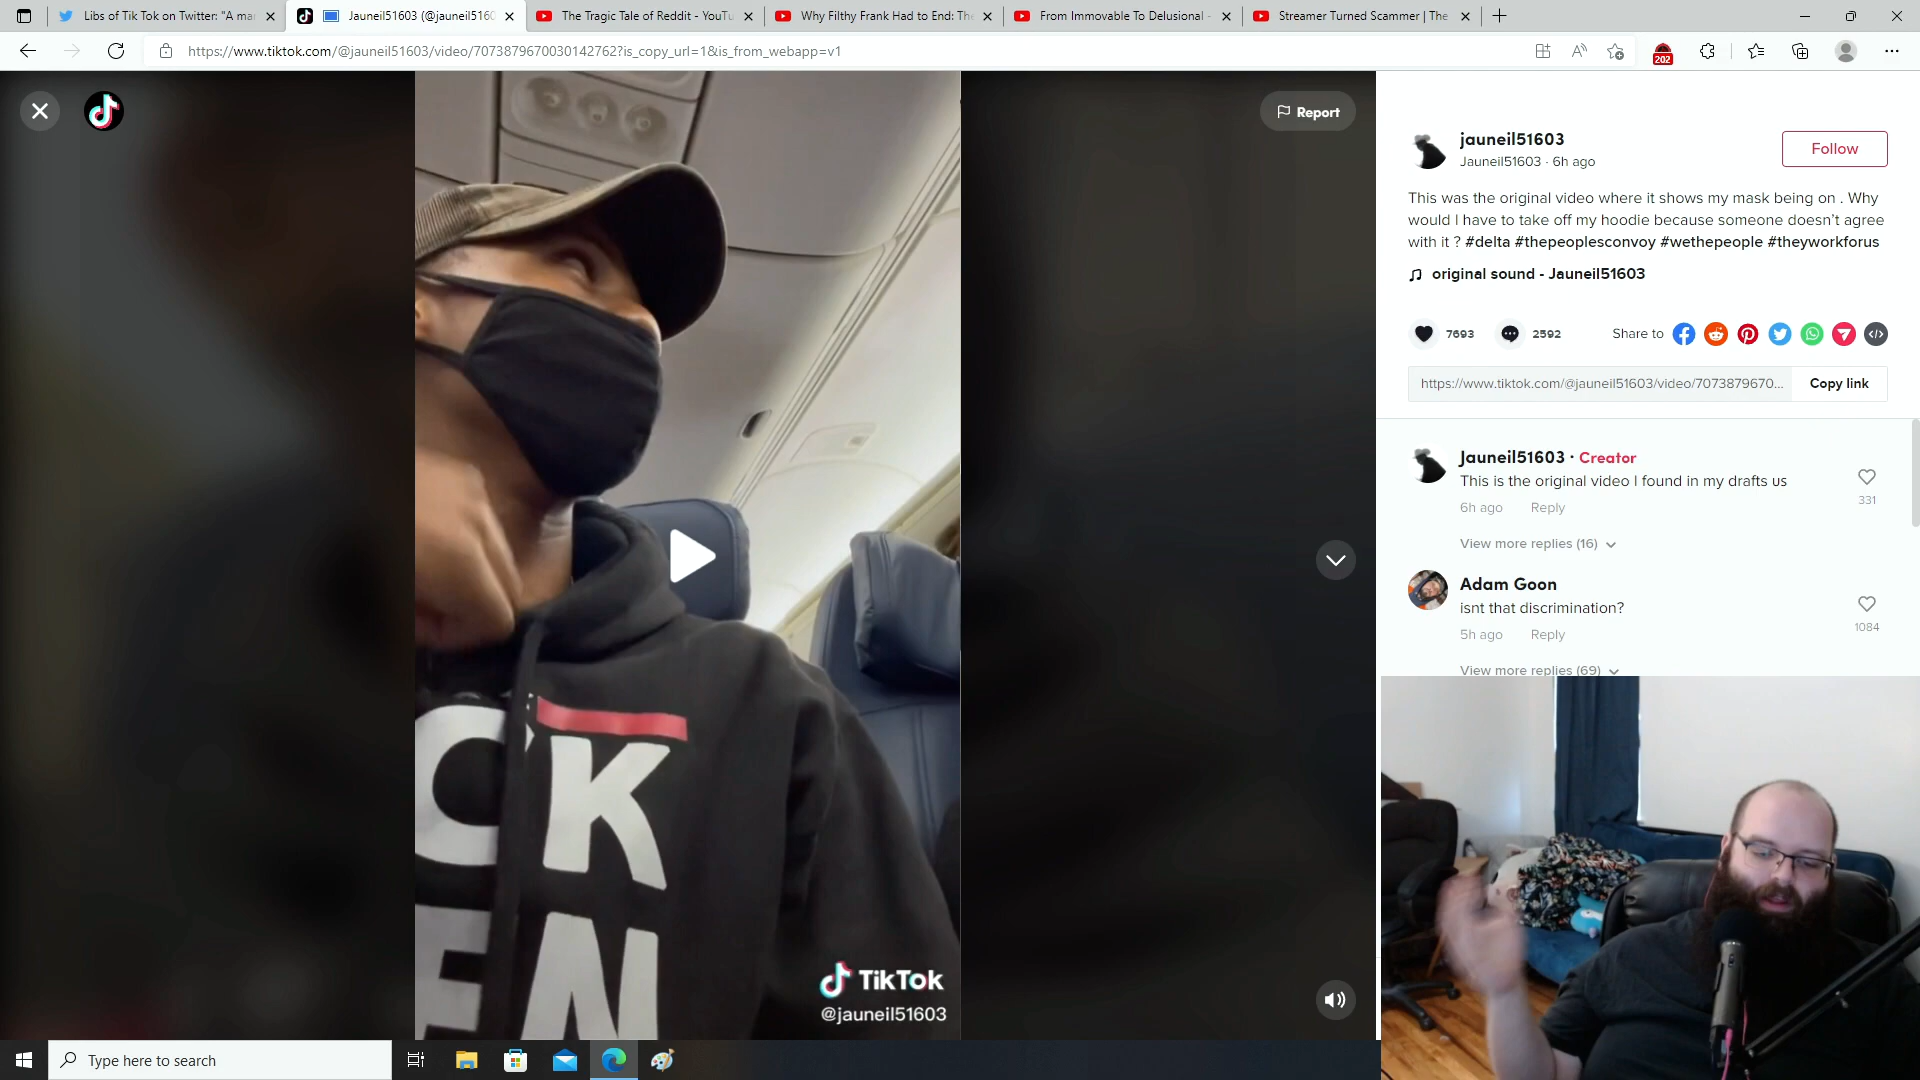 Libs of Tik Tok on Twitter: "A ma
Jauneil51603 (@jauneil5160
The Tragic Tale of Reddit - YouTu
Why Filthy Frank Had to End: The
From Immovable To Delusional -
Streamer Turned Scammer | The
https://www.tiktok.com/@jauneil51603/video/7073879670030142762?is_copy_url=1&is_from_webapp=v1
202
Report
CK
EN
TikTok
@jauneil51603
jauneil51603
Jauneil51603 · 6h ago
Follow
This was the original video where it shows my mask being on . Why
would I have to take off my hoodie because someone doesn't agree
with it ? #delta #thepeoplesconvoy #wethepeople #theyworkforus
original sound - Jauneil51603
7693
2592
Share to
https://www.tiktok.com/@jauneil51603/video/7073879670...
Copy link
Jauneil51603 · Creator
This is the original video I found in my drafts us
331
6h ago
Reply
View more replies (16)
Adam Goon
isnt that discrimination?
1084
5h ago
Reply
View more replies (69)
Type here to search